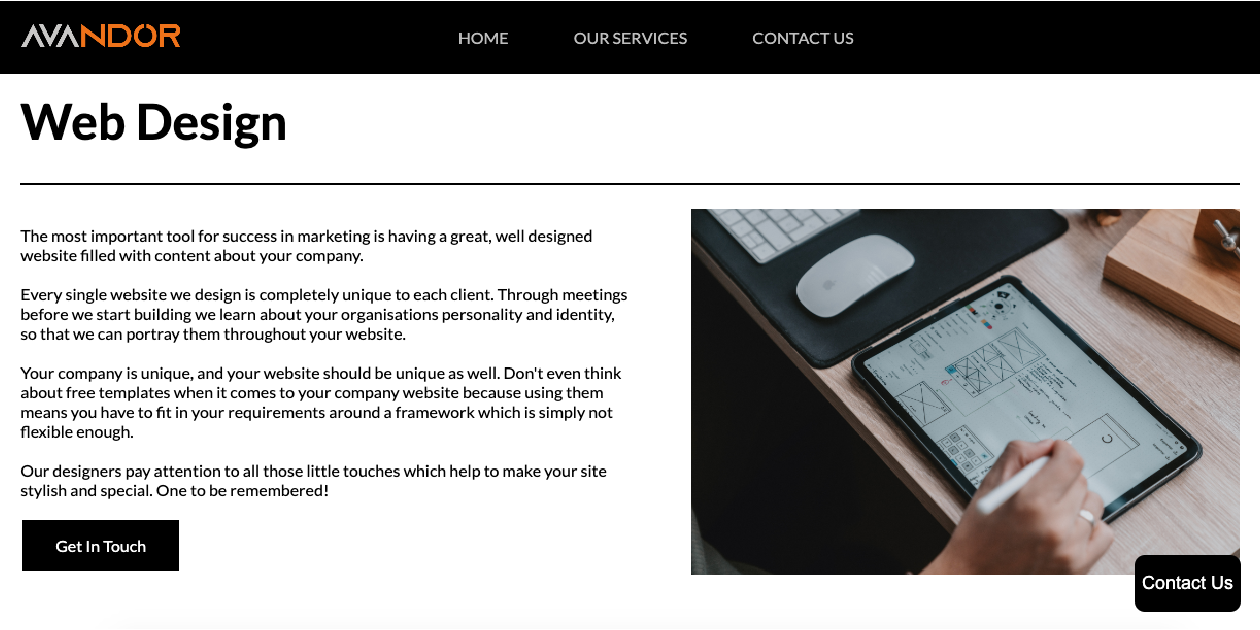 AVANDOR
HOME
OUR SERVICES
CONTACT US
Web Design
The most important tool for success in marketing is having a great, well designed
website filled with content about your company.
Every single website we design is completely unique to each client. Through meetings
before we start building we learn about your organisations personality and identity,
so that we can portray them throughout your website.
Your company is unique, and your website should be unique as well. Don't even think
about free templates when it comes to your company website because using them
means you have to fit in your requirements around a framework which is simply not
flexible enough.
Our designers pay attention to all those little touches which help to make your site
stylish and special. One to be remembered!
Get In Touch
Contact Us